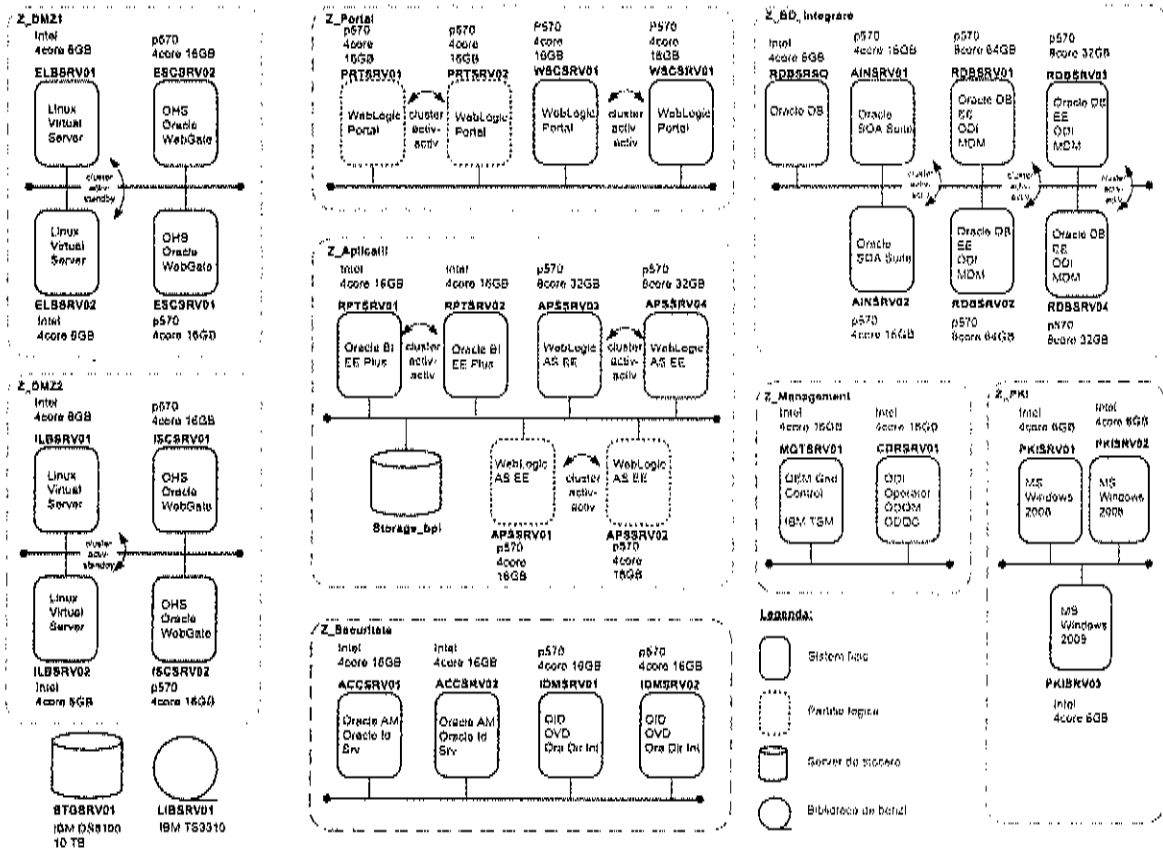 Z_DMZ1
Intel
4core 6GB
p570
4core 16GB
ELBSRV01
ESCSRV02
Linux
Virtual
Server
OHS
Oracle
WebGate
cluster
activ-
standby
Linux
Virtual
Server
OHS
Oracle
WebGate
ELBSRV02
Intel
4core 6GB
ESCSRV01
p570
4core 16GB
Z_DMZ2
Intel
4core 6GB
p570
4core 16GB
ILBSRV01
ISCSRV01
Linux
Virtual
Server
OHS
Oracle
WebGate
cluster
activ-
standby
Linux
Virtual
Server
OHS
Oracle
WebGate
ILBSRV02
Intel
4core 6GB
ISCSRV02
p570
4core 16GB
STGSRV01
IBM DS8100
10 TB
LIBSRV01
IBM TS3310
Z_Portal
p570
4core
16GB
PRTSRV01
p570
4core
16GB
PRTSRV02
p570
4core
16GB
WSCSRV01
p570
4core
16GB
WSCSRV01
WebLogic
Portal
cluster
activ-
activ
WebLogic
Portal
WebLogic
Portal
cluster
activ-
activ
WebLogic
Portal
Z_Aplicatii
Intel
4core 16GB
Intel
4core 16GB
p570
8core 32GB
p570
8core 32GB
RPTSRV01
RPTSRV02
APSSRV03
APSSRV04
Oracle BI
EE Plus
cluster
activ-
activ
Oracle BI
EE Plus
WebLogic
AS EE
cluster
activ-
activ
WebLogic
AS EE
Storage_bpi
WebLogic
AS EE
cluster
activ-
activ
WebLogic
AS EE
APSSRV01
p570
4core
16GB
APSSRV02
p570
4core
16GB
Z_Securitate
Intel
4core 16GB
Intel
4core 16GB
p570
4core 16GB
p570
4core 16GB
ACCSRV01
ACCSRV02
IDMSRV01
IDMSRV02
Oracle AM
Oracle Id
Srv
Oracle AM
Oracle Id
Srv
OID
OVD
Ora Dir Int
OID
OVD
Ora Dir Int
Z_BD_Integrare
Intel
4core 6GB
p570
4core 16GB
p570
8core 64GB
p570
8core 32GB
AINSRV01
RDBSRV01
RDBSRV03
Oracle DB
Oracle
SOA Suite
Oracle DB
EE
ODI
MDM
Oracle DB
EE
ODI
MDM
cluster
activ-
activ
cluster
activ-
activ
cluster
activ-
activ
Oracle
SOA Suite
Oracle DB
EE
ODI
MDM
Oracle DB
EE
ODI
MDM
AINSRV02
p570
4core 16GB
RDBSRV02
p570
8core 64GB
RDBSRV04
p570
8core 32GB
Z_Management
Intel
4core 16GB
Intel
4core 16GB
MGTSRV01
CDRSRV01
OEM Grid
Control
IBM TSM
ODI
Operator
ODDM
ODQC
Z_PKI
Intel
4core 6GB
Intel
4core 6GB
PKISRV01
PKISRV02
MS
Windows
2008
MS
Windows
2008
MS
Windows
2008
PKISRV03
Intel
4core 6GB
Legenda:
Sistem fizic
Partitie logica
Server de stocare
Biblioteca de benzi